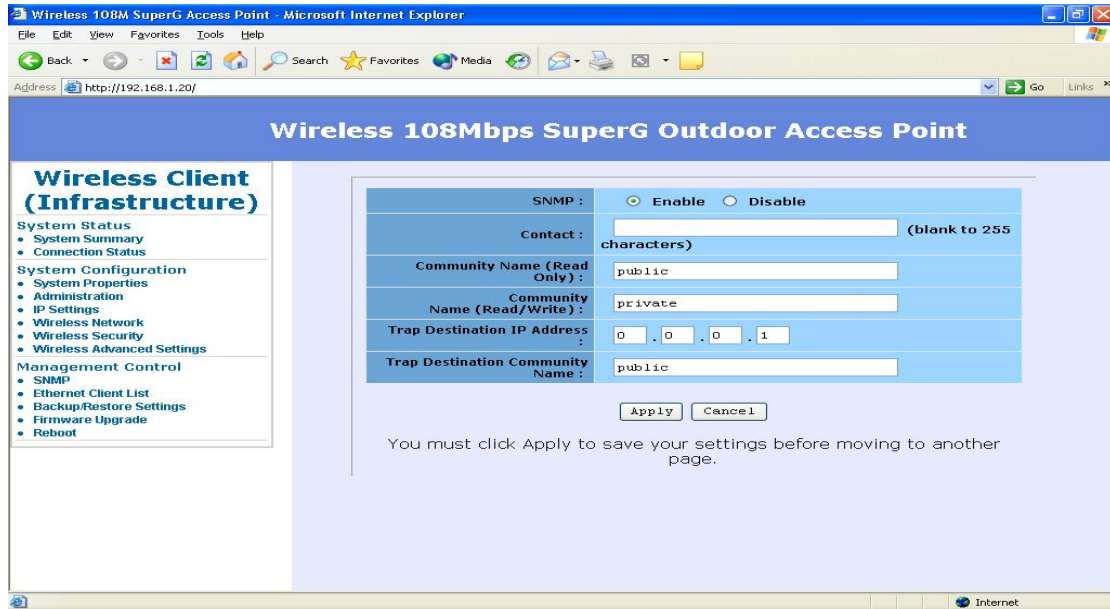 Wireless 108M SuperG Access Point - Microsoft Internet Explorer
File Edit View Favorites Tools Help
Back Search Favorites Media
Address http://192.168.1.20/ Go Links »
Wireless 108Mbps SuperG Outdoor Access Point
Wireless Client
(Infrastructure)
System Status
• System Summary
• Connection Status
System Configuration
• System Properties
• Administration
• IP Settings
• Wireless Network
• Wireless Security
• Wireless Advanced Settings
Management Control
• SNMP
• Ethernet Client List
• Backup/Restore Settings
• Firmware Upgrade
• Reboot
SNMP : Enable Disable
Contact : (blank to 255
characters)
Community Name (Read
Only) : public
Community
Name (Read/Write) : private
Trap Destination IP Address
: 0 . 0 . 0 . 1
Trap Destination Community
Name : public
Apply Cancel
You must click Apply to save your settings before moving to another
page.
Internet